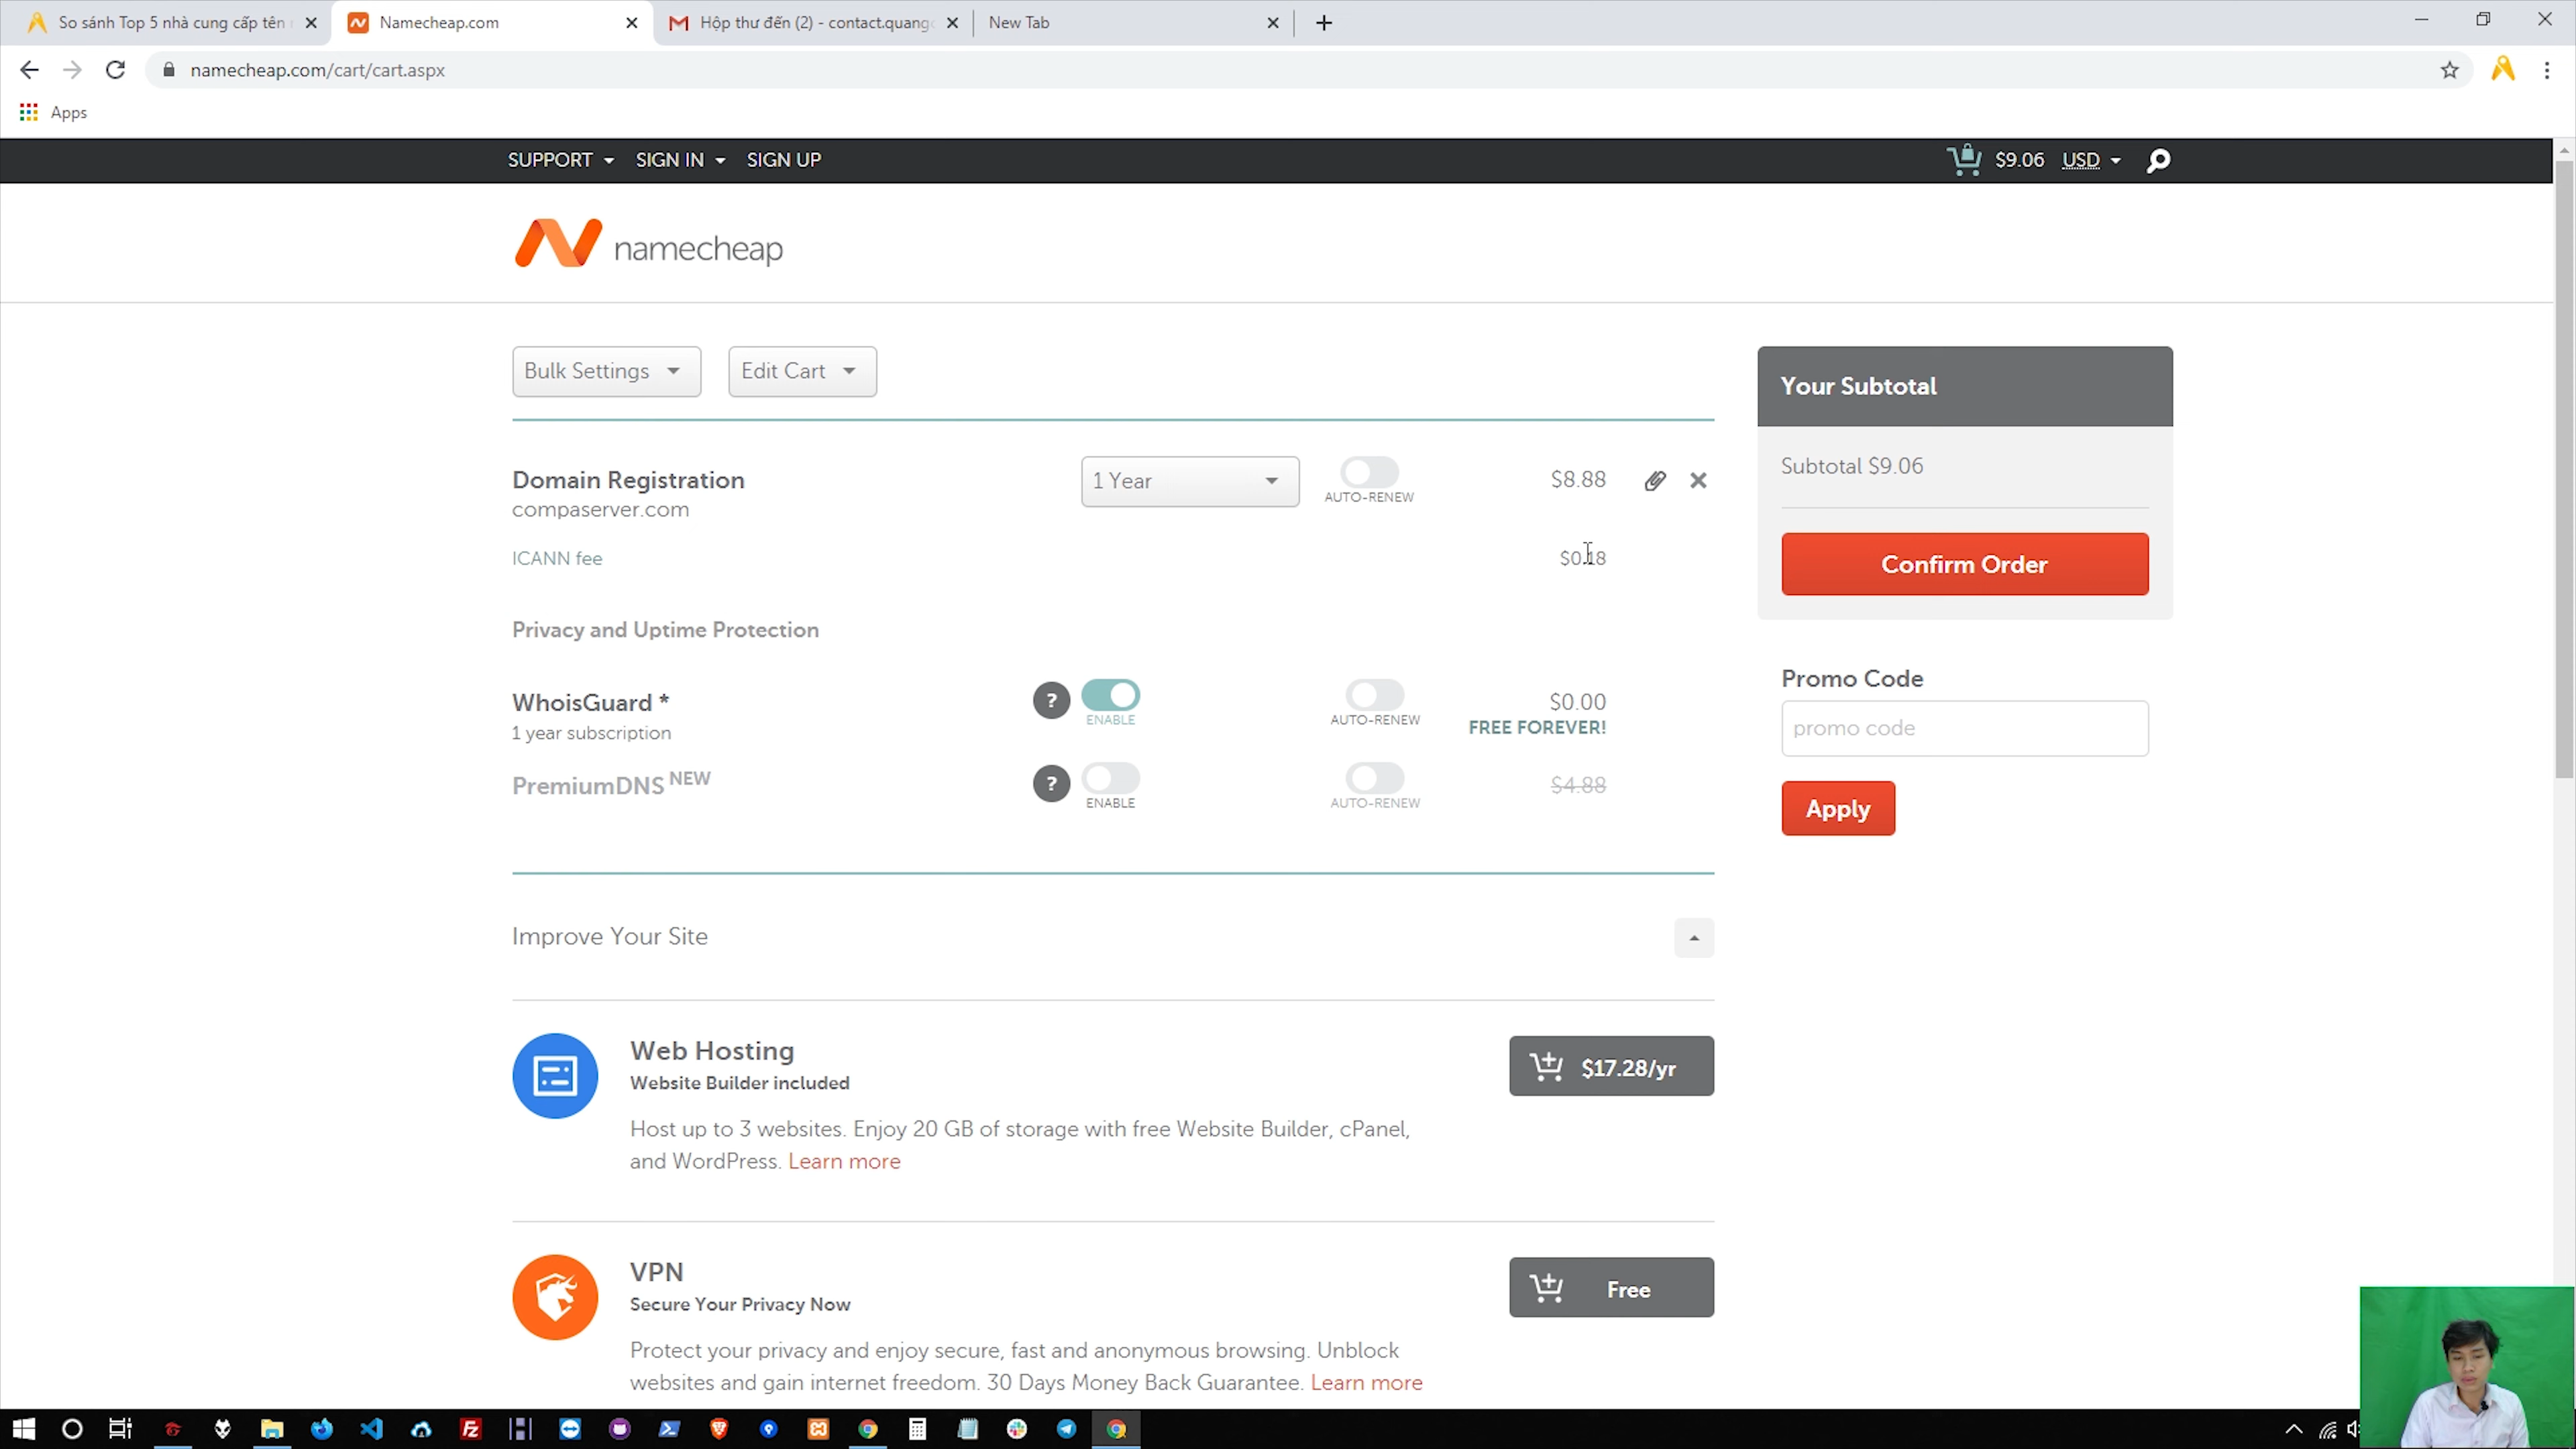 So sánh Top 5 nhà cung cấp tên
Namecheap.com
Hộp thư đến (2) - contact.quang
New Tab
namecheap.com/cart/cart.aspx
Apps
SUPPORT SIGN IN SIGN UP
$9.06 USD
namecheap
Bulk Settings Edit Cart
Your Subtotal
Subtotal $9.06
Confirm Order
Domain Registration
compaserver.com
1 Year
AUTO-RENEW
$8.88
ICANN fee
$0.18
Privacy and Uptime Protection
WhoisGuard *
1 year subscription
?
ENABLE
AUTO-RENEW
$0.00
FREE FOREVER!
PremiumDNS NEW
?
ENABLE
AUTO-RENEW
$4.88
Promo Code
promo code
Apply
Improve Your Site
Web Hosting
Website Builder included
$17.28/yr
Host up to 3 websites. Enjoy 20 GB of storage with free Website Builder, cPanel,
and WordPress. Learn more
VPN
Secure Your Privacy Now
Free
Protect your privacy and enjoy secure, fast and anonymous browsing. Unblock
websites and gain internet freedom. 30 Days Money Back Guarantee. Learn more